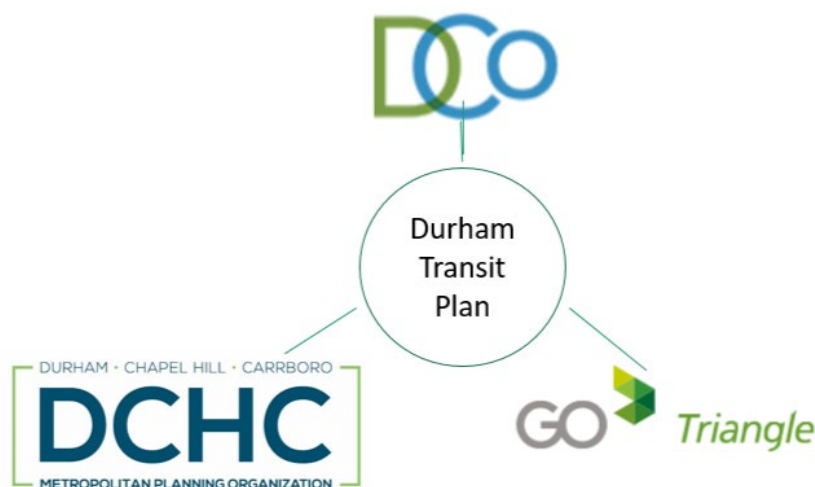 DCo
Durham
Transit
Plan
DURHAM · CHAPEL HILL · CARRBORO
DCHC
METROPOLITAN PLANNING ORGANIZATION
GO Triangle